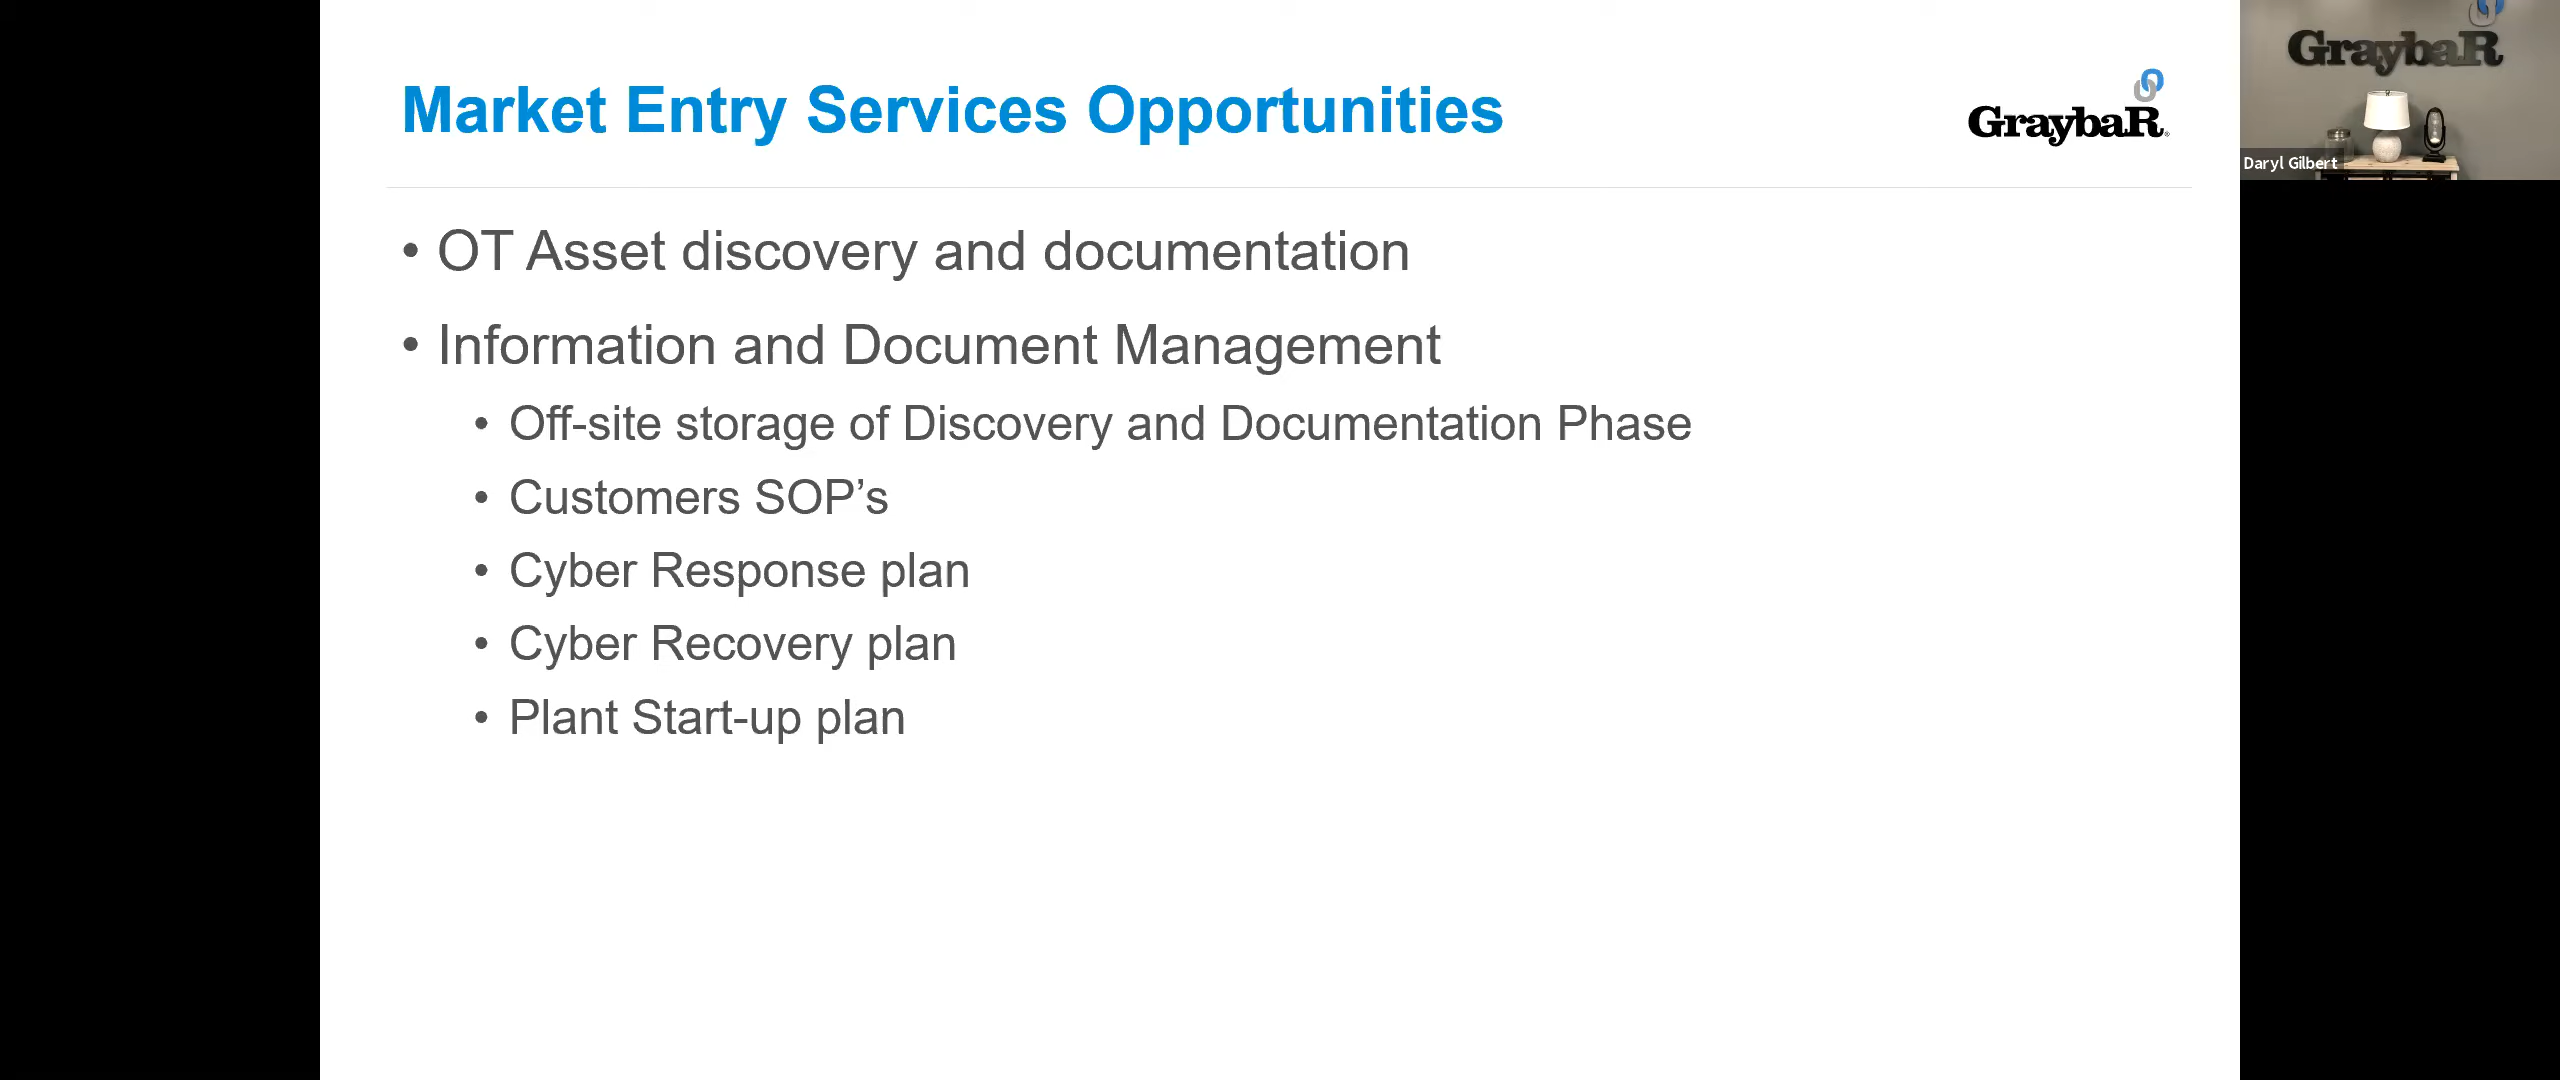 Market Entry Services Opportunities
GraybaR
• OT Asset discovery and documentation
• Information and Document Management
• Off-site storage of Discovery and Documentation Phase
• Customers SOP’s
• Cyber Response plan
• Cyber Recovery plan
• Plant Start-up plan
GraybaR
Daryl Gilbert